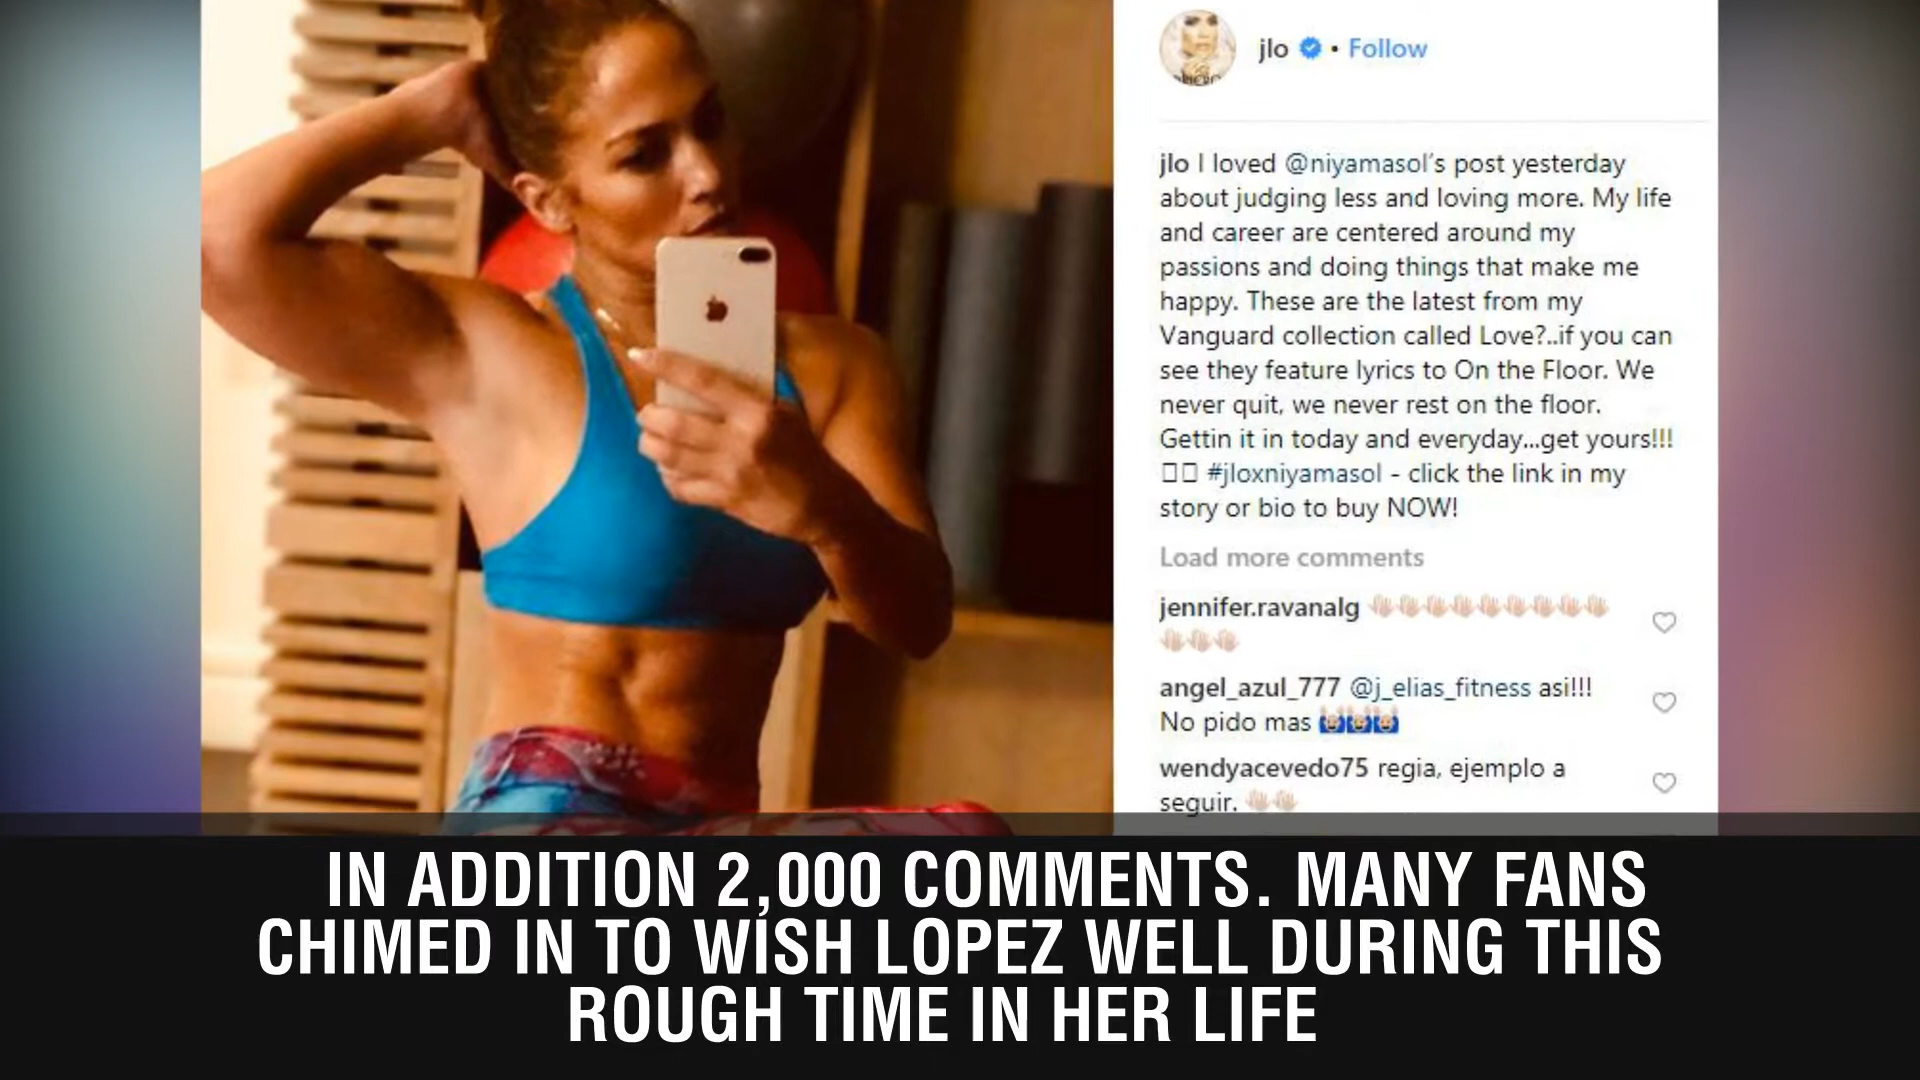 jlo • Follow
jlo I loved @niyamasol's post yesterday
about judging less and loving more. My life
and career are centered around my
passions and doing things that make me
happy. These are the latest from my
Vanguard collection called Love?..if you can
see they feature lyrics to On the Floor. We
never quit, we never rest on the floor.
Gettin it in today and everyday...get yours!!!
#jloxniyamasol - click the link in my
story or bio to buy NOW!
Load more comments
jennifer.ravanalg 👋🏻👋🏻👋🏻👋🏻👋🏻👋🏻👋🏻👋🏻👋🏻
👋🏻👋🏻👋🏻
angel_azul_777 @j_elias_fitness asi!!!
No pido mas
wendyacevedo75 regia, ejemplo a
seguir. 👋🏻👋🏻
IN ADDITION 2,000 COMMENTS. MANY FANS
CHIMED IN TO WISH LOPEZ WELL DURING THIS
ROUGH TIME IN HER LIFE